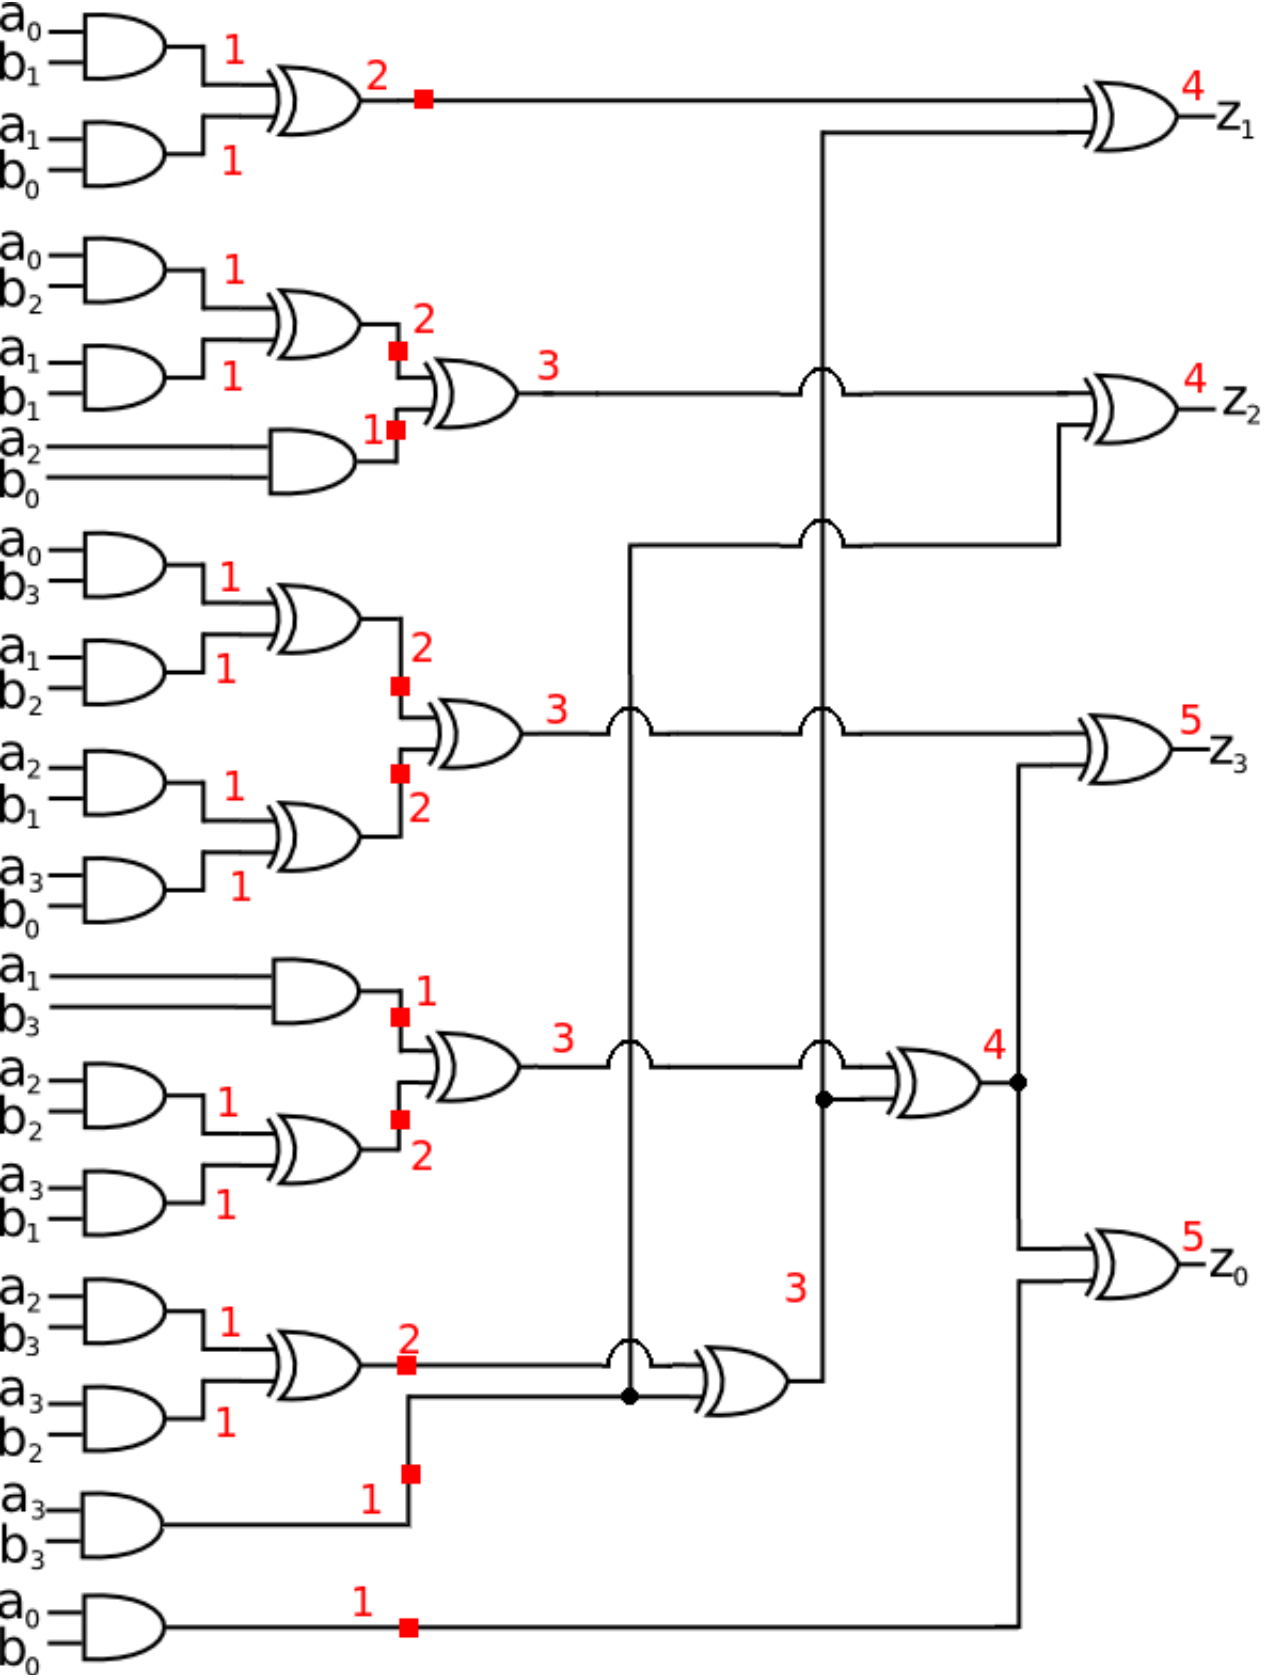 a₀
b₁
1
2
4
z₁
a₁
b₀
1
a₀
b₂
1
2
3
4
z₂
a₁
b₁
1
1
a₂
b₀
a₀
b₃
1
2
a₁
b₂
1
3
5
z₃
a₂
b₁
1
2
a₃
b₀
1
a₁
b₃
1
3
4
a₂
b₂
1
2
a₃
b₁
1
5
z₀
a₂
b₃
1
2
3
a₃
b₂
1
a₃
b₃
1
a₀
b₀
1